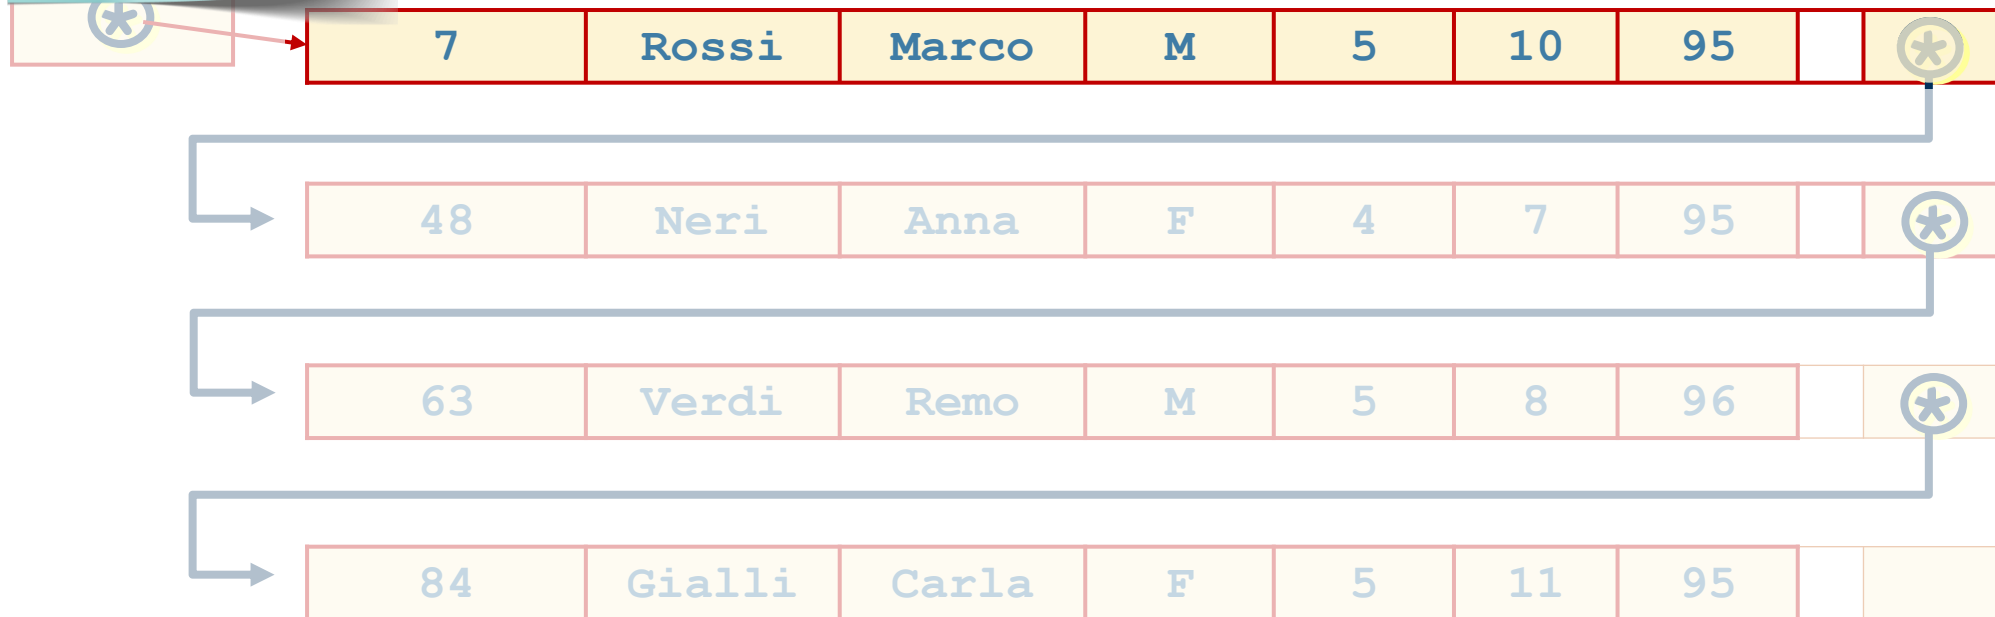 7 Rossi Marco M 5 10 95 *
48 Neri Anna F 4 7 95 *
63 Verdi Remo M 5 8 96 *
84 Gialli Carla F 5 11 95